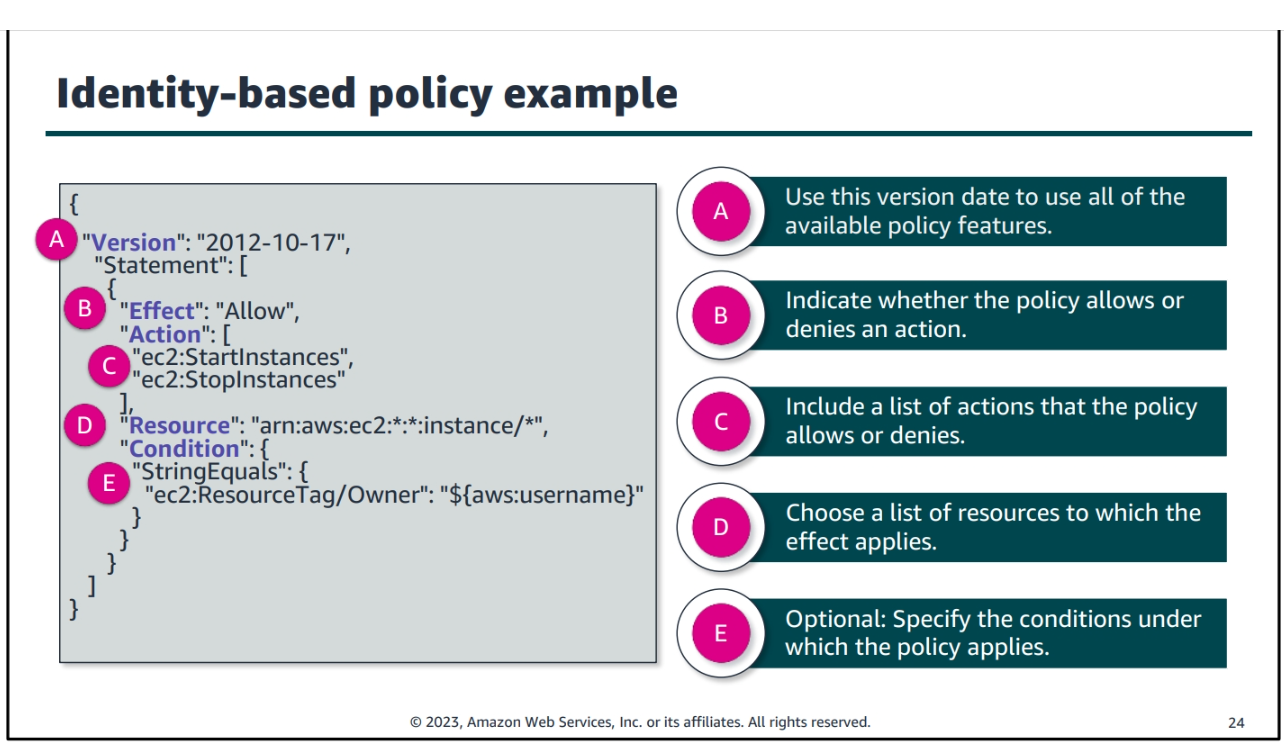 Identity-based policy example
{
A "Version": "2012-10-17",
"Statement": [
{
B "Effect": "Allow",
"Action": [
C "ec2:StartInstances",
"ec2:StopInstances"
],
D "Resource": "arn:aws:ec2:*:*:instance/*",
"Condition": {
E "StringEquals": {
"ec2:ResourceTag/Owner": "${aws:username}"
}
}
}
]
}
A Use this version date to use all of the
available policy features.
B Indicate whether the policy allows or
denies an action.
C Include a list of actions that the policy
allows or denies.
D Choose a list of resources to which the
effect applies.
E Optional: Specify the conditions under
which the policy applies.
© 2023, Amazon Web Services, Inc. or its affiliates. All rights reserved.
24